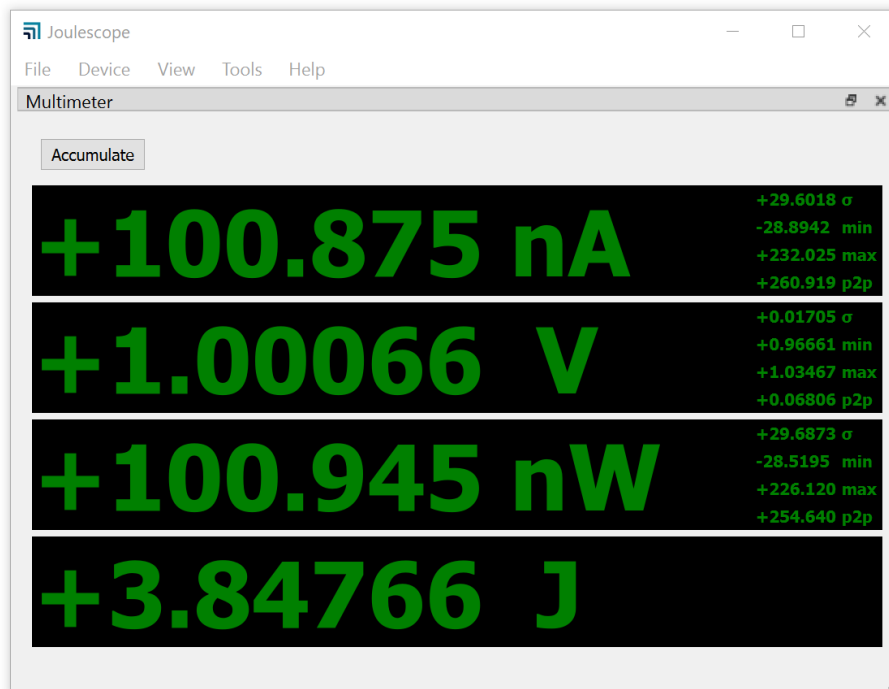 Joulescope
File Device View Tools Help
Multimeter
Accumulate
+100.875 nA
+29.6018 σ
-28.8942 min
+232.025 max
+260.919 p2p
+1.00066 V
+0.01705 σ
+0.96661 min
+1.03467 max
+0.06806 p2p
+100.945 nW
+29.6873 σ
-28.5195 min
+226.120 max
+254.640 p2p
+3.84766 J